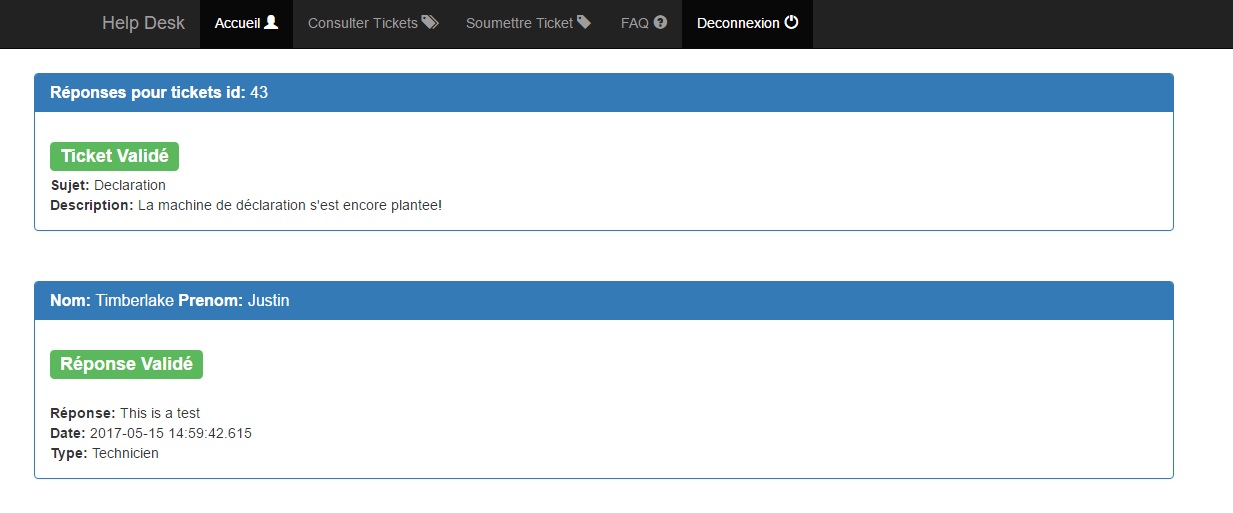 Help Desk Accueil Consulter Tickets Soumettre Ticket FAQ Deconnexion
Réponses pour tickets id: 43
Ticket Validé
Sujet: Declaration
Description: La machine de déclaration s'est encore plantee!
Nom: Timberlake Prenom: Justin
Réponse Validé
Réponse: This is a test
Date: 2017-05-15 14:59:42.615
Type: Technicien